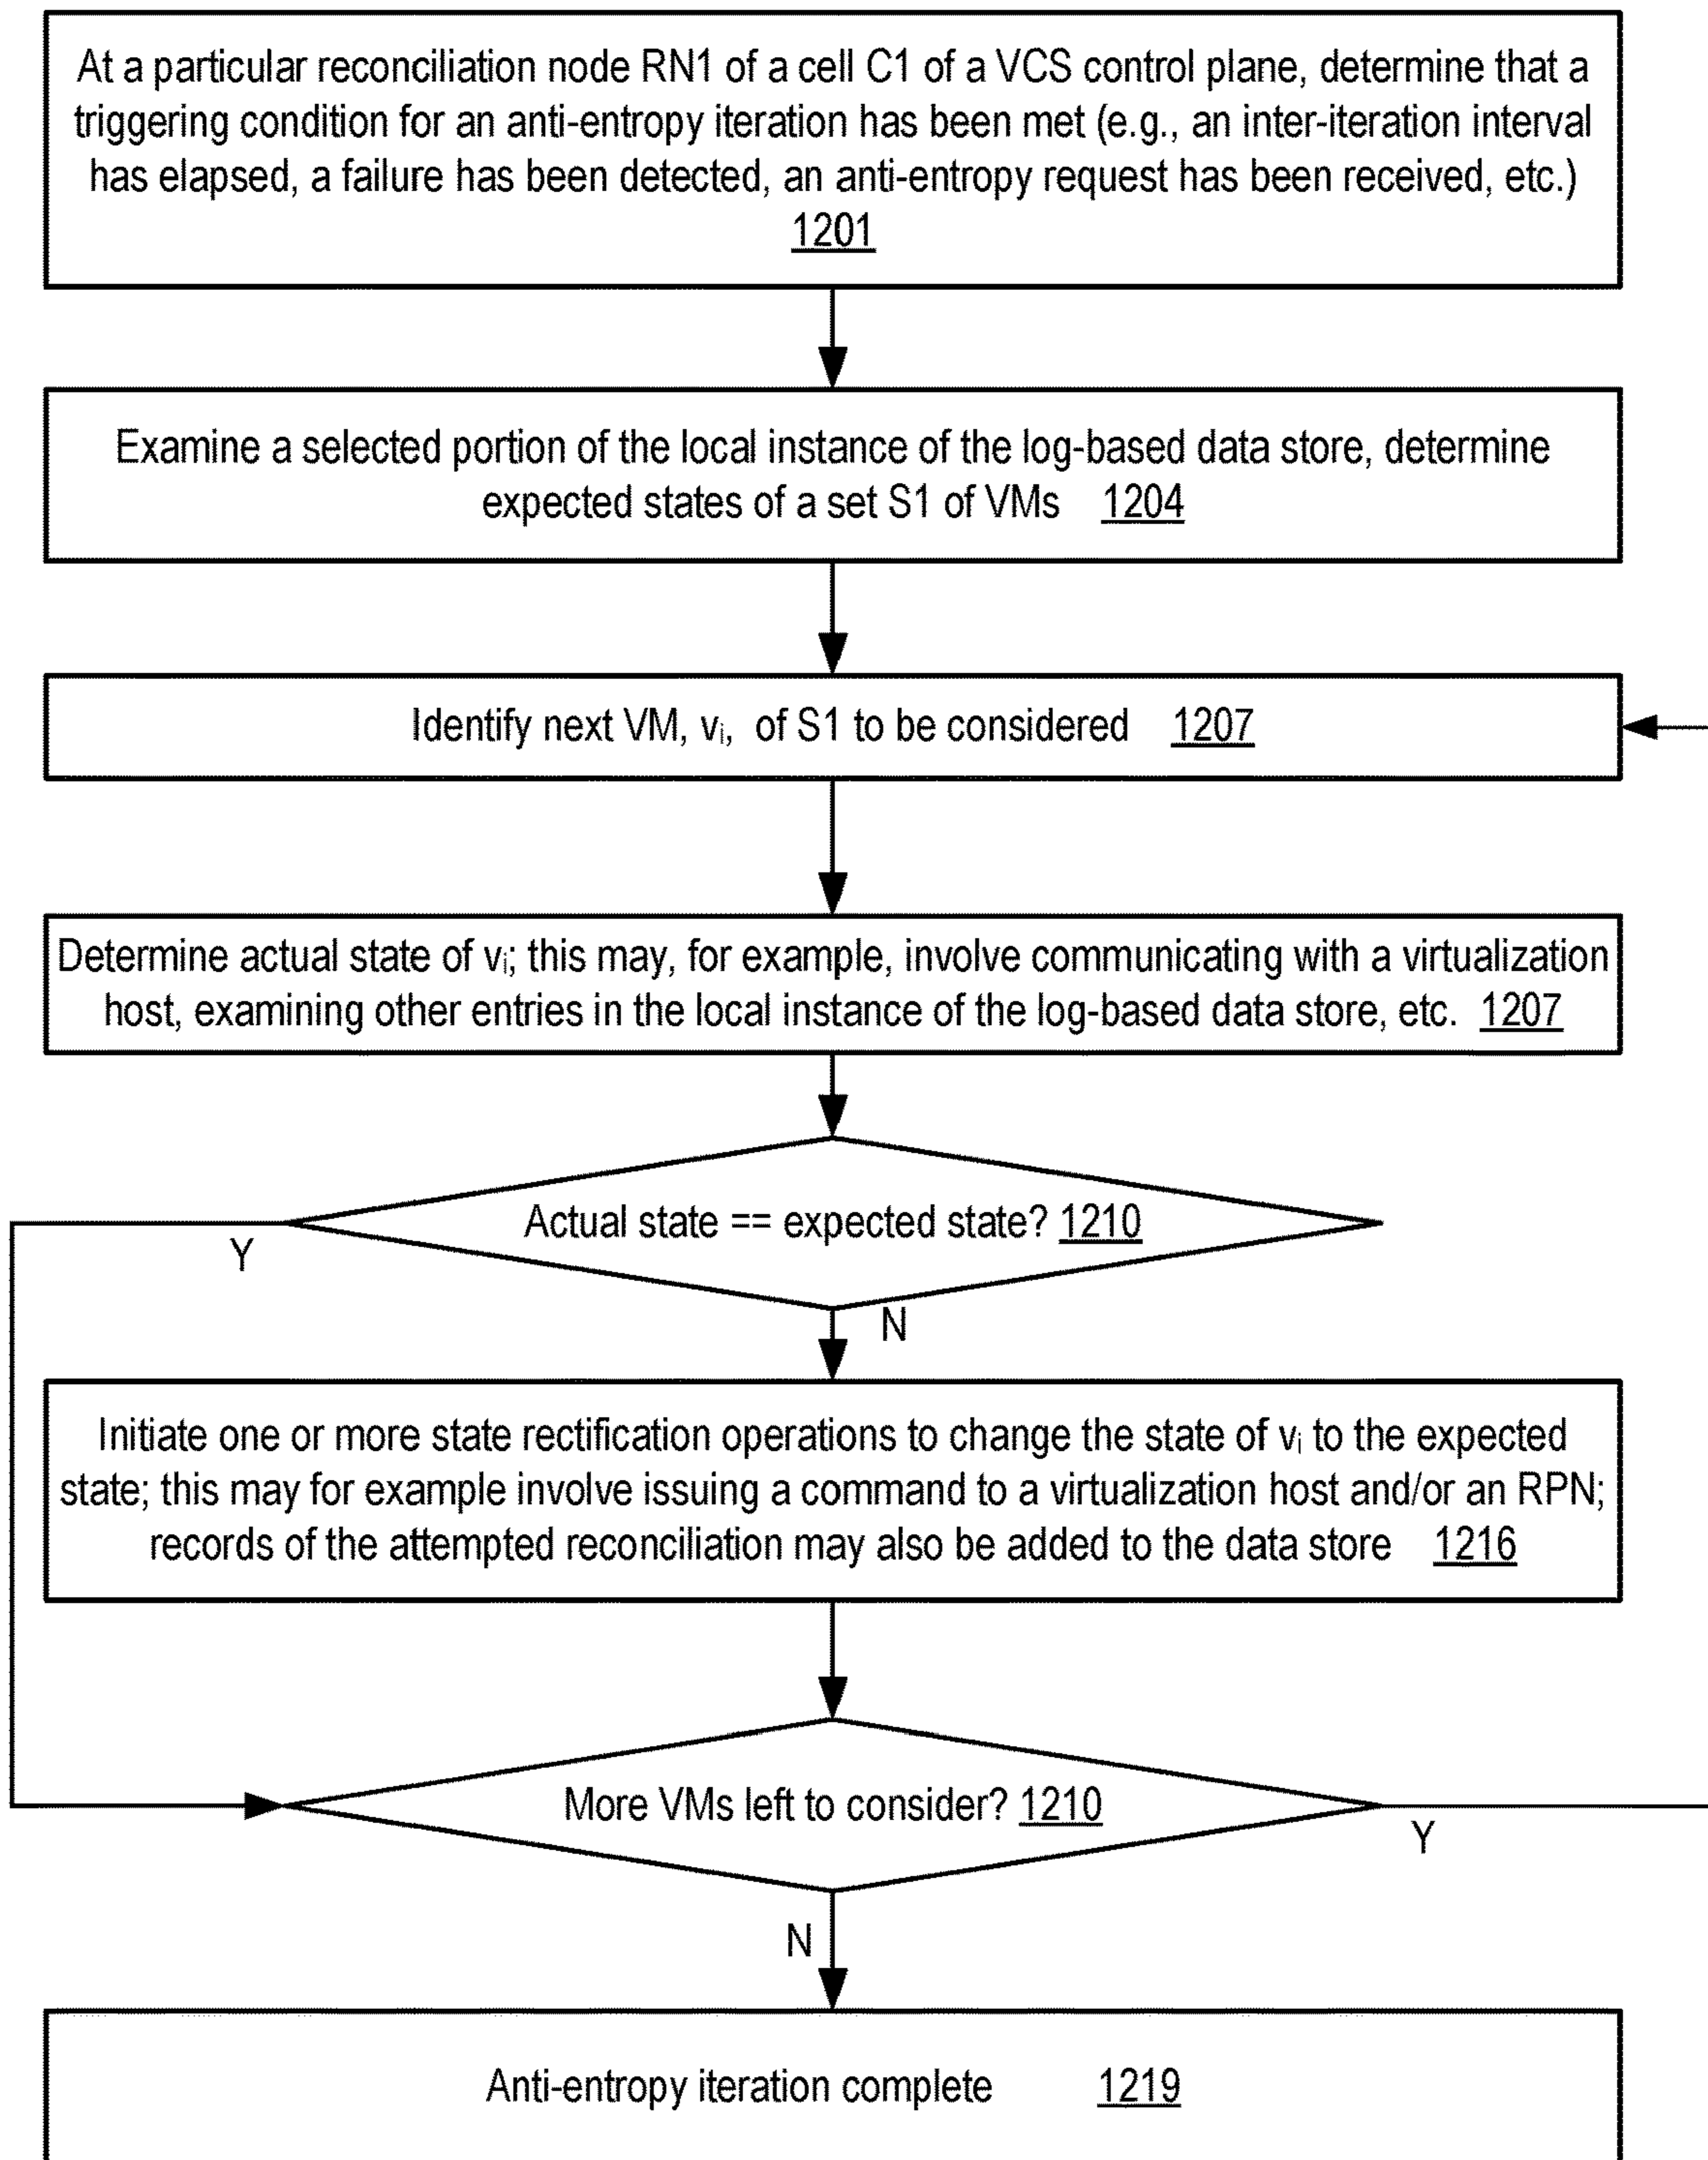 At a particular reconciliation node RN1 of a cell C1 of a VCS control plane, determine that a
triggering condition for an anti-entropy iteration has been met (e.g., an inter-iteration interval
has elapsed, a failure has been detected, an anti-entropy request has been received, etc.)
1201
Examine a selected portion of the local instance of the log-based data store, determine
expected states of a set S1 of VMs 1204
Identify next VM, vi, of S1 to be considered 1207
Determine actual state of vi; this may, for example, involve communicating with a virtualization
host, examining other entries in the local instance of the log-based data store, etc. 1207
Actual state == expected state? 1210
Y
N
Initiate one or more state rectification operations to change the state of vi to the expected
state; this may for example involve issuing a command to a virtualization host and/or an RPN;
records of the attempted reconciliation may also be added to the data store 1216
More VMs left to consider? 1210
Y
N
Anti-entropy iteration complete 1219